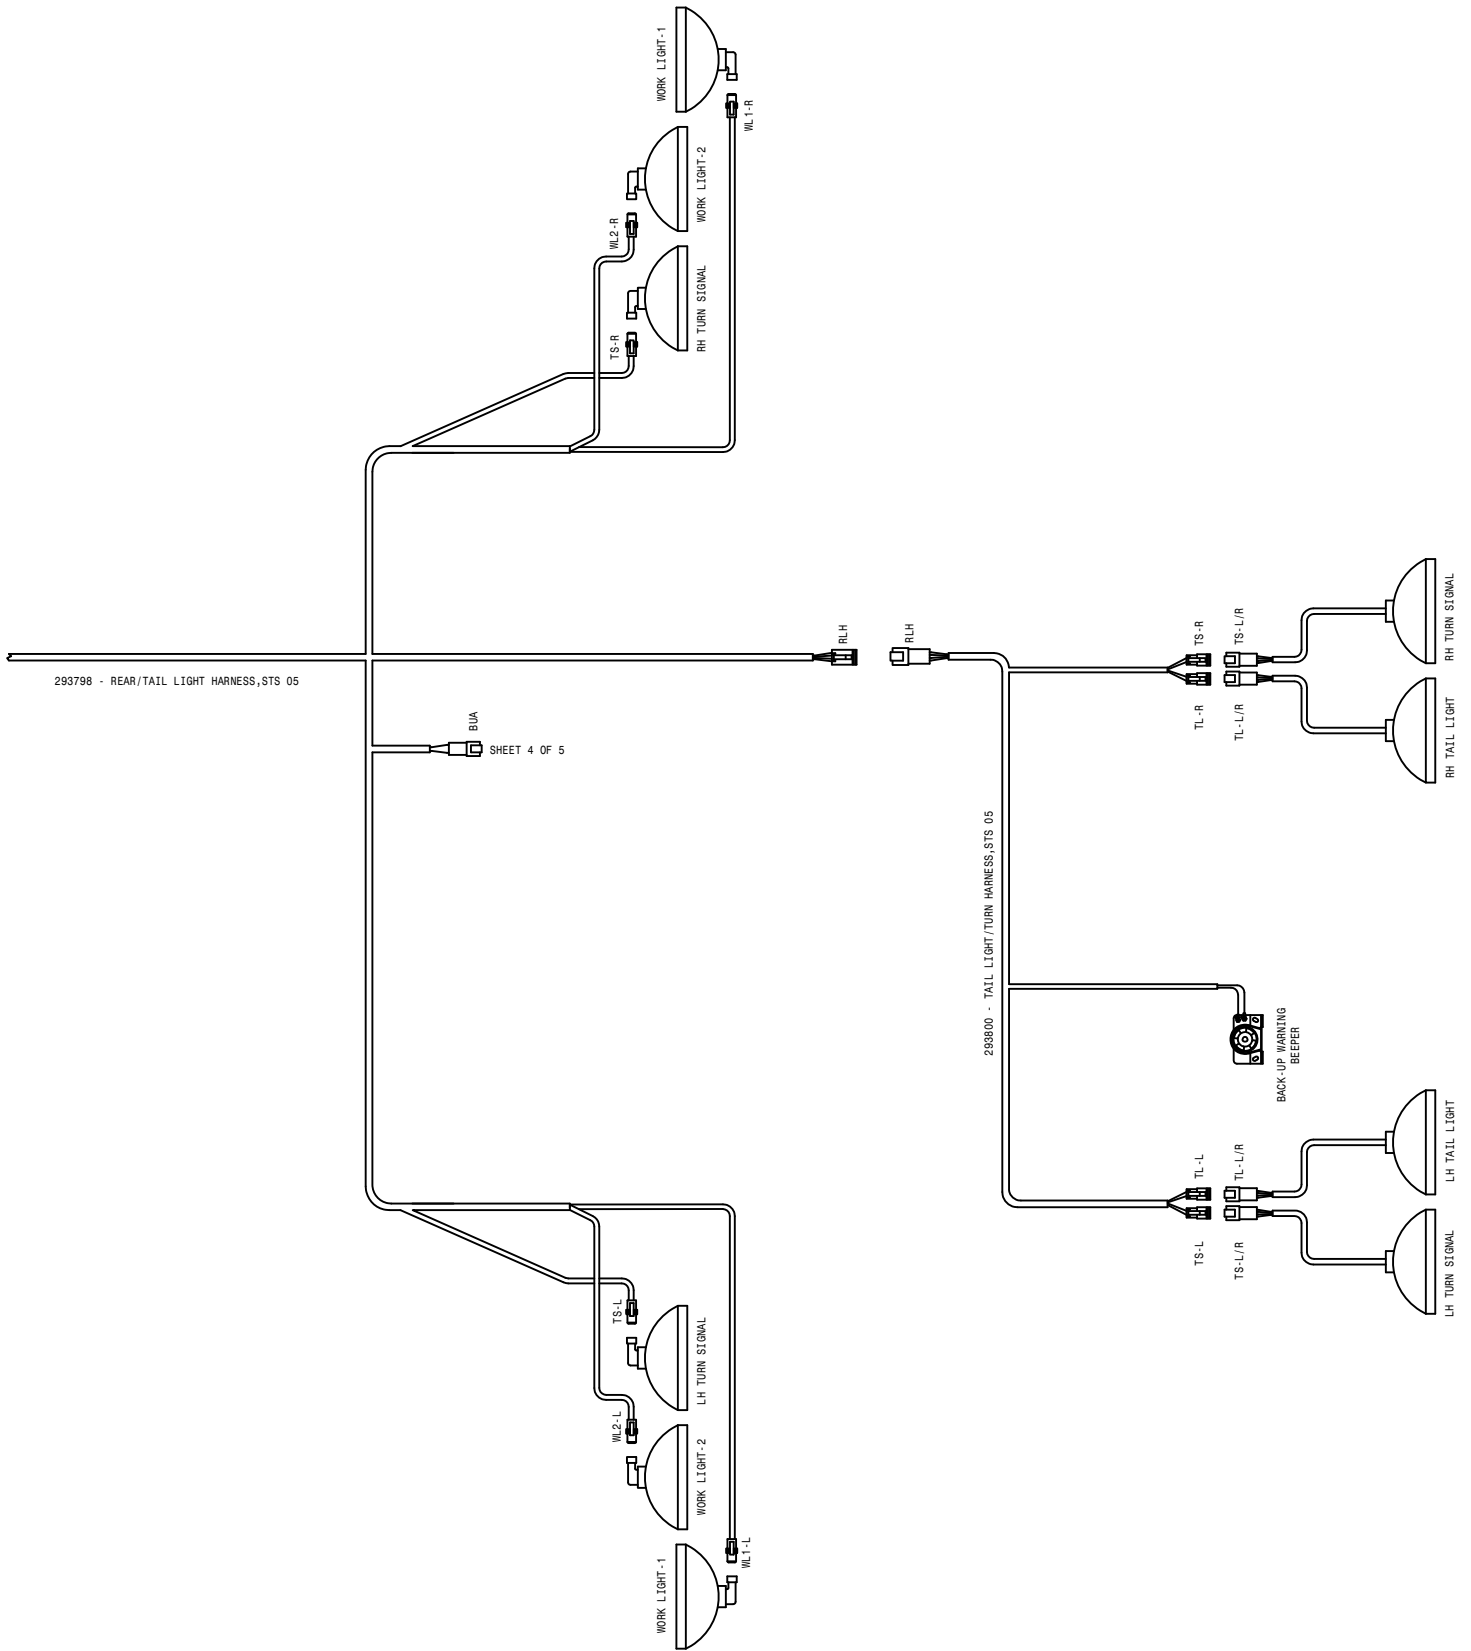 WORK LIGHT-1
WL1-R
WORK LIGHT-2
WL2-R
RH TURN SIGNAL
TS-R
293798 - REAR/TAIL LIGHT HARNESS,STS 05
BUA
SHEET 4 OF 5
RLH
RLH
TS-R
TS-L/R
RH TURN SIGNAL
TL-R
TL-L/R
RH TAIL LIGHT
293800 - TAIL LIGHT/TURN HARNESS,STS 05
BACK-UP WARNING
BEEPER
TL-L
TL-L/R
LH TAIL LIGHT
TS-L
TS-L/R
LH TURN SIGNAL
TS-L
LH TURN SIGNAL
WL2-L
WORK LIGHT-2
WL1-L
WORK LIGHT-1